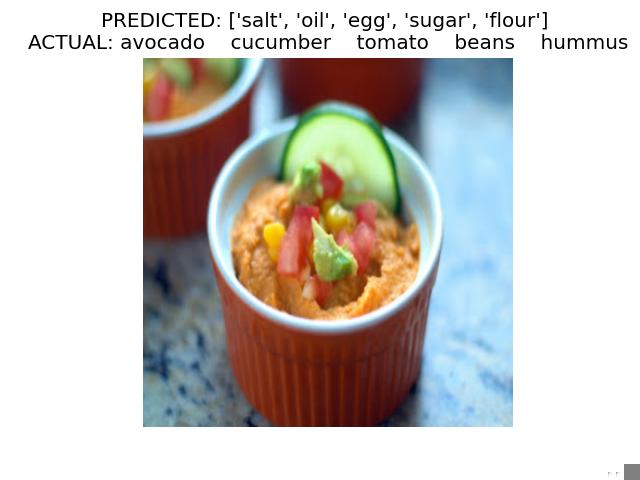 PREDICTED: ['salt', 'oil', 'egg', 'sugar', 'flour']
ACTUAL: avocado    cucumber    tomato    beans    hummus